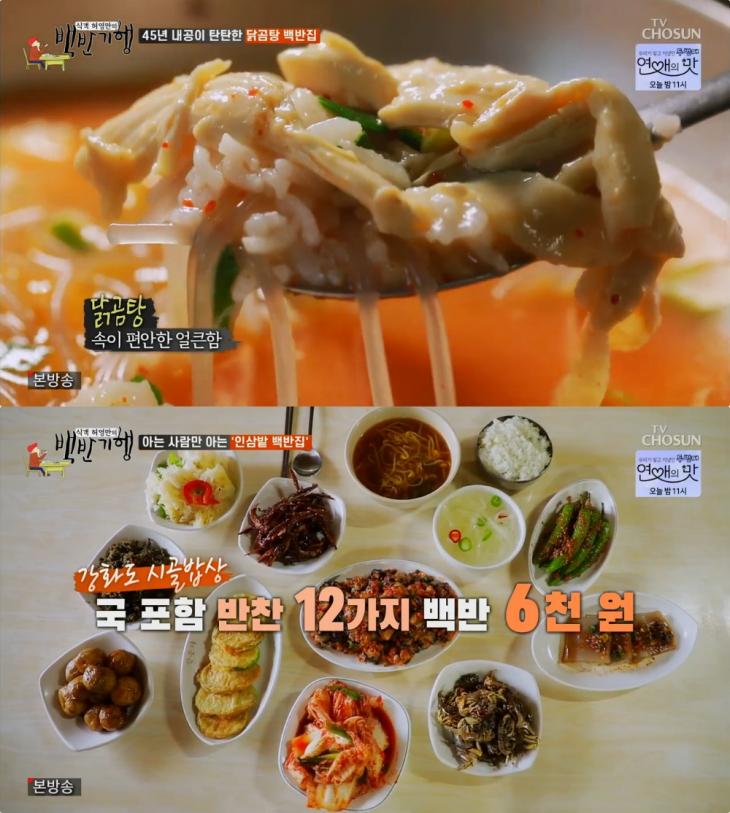 식객 허영만의
백반기행
45년 내공이 탄탄한 닭곰탕 백반집
TV
CHOSUN
연애의 맛
오늘 밤 11시
닭곰탕
속이 편안한 얼큰함
본방송
식객 허영만의
백반기행
아는 사람만 아는 '인삼밭 백반집'
TV
CHOSUN
연애의 맛
오늘 밤 11시
강화도 시골밥상
국 포함 반찬 12가지 백반 6천 원
본방송